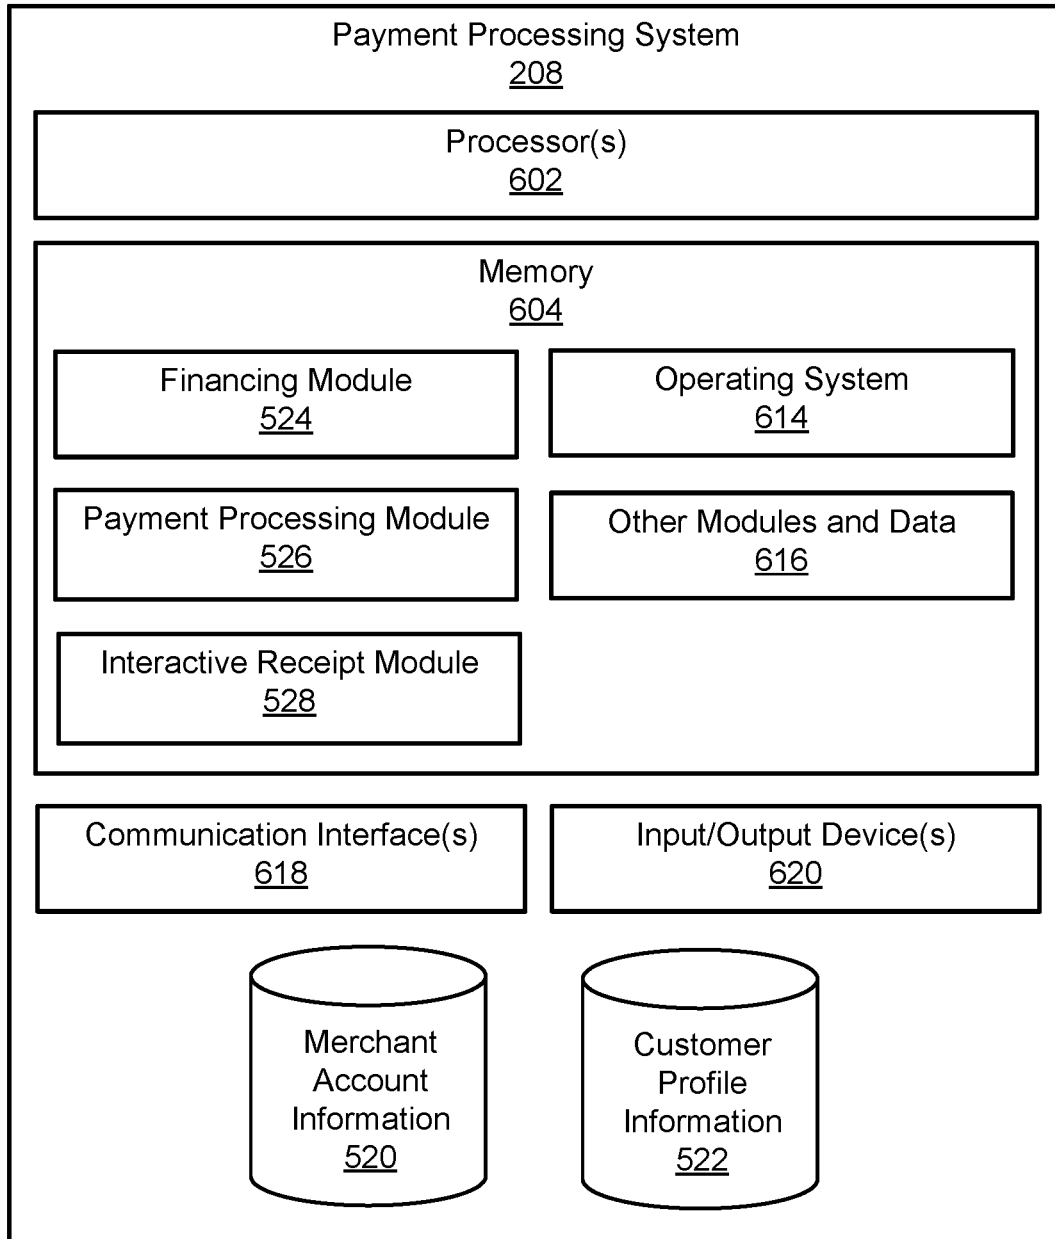 Payment Processing System
208
Processor(s)
602
Memory
604
Financing Module
524
Operating System
614
Payment Processing Module
526
Other Modules and Data
616
Interactive Receipt Module
528
Communication Interface(s)
618
Input/Output Device(s)
620
Merchant
Account
Information
520
Customer
Profile
Information
522